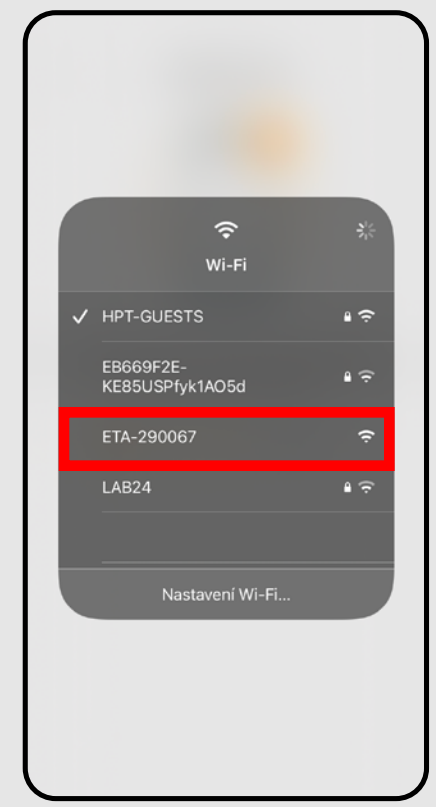 Wi-Fi
HPT-GUESTS
EB669F2E-
KE85USPfyk1AO5d
ETA-290067
LAB24
Nastavení Wi-Fi...